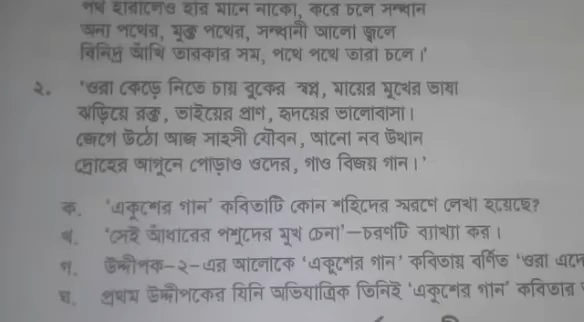 পথ হারালেও হার মানে নাকো, করে চলে সন্ধান
অন্য পথের, মুক্ত পথের, সন্ধানী আলো জ্বলে
বিনিদ্র আঁখি তারকার সম, পথে পথে তারা চলে।'
২. 'ওরা কেড়ে নিতে চায় বুকের স্বপ্ন, মায়ের মুখের ভাষা
ঝড়িয়ে রক্ত, ভাইয়ের প্রাণ, হৃদয়ের ভালোবাসা।
জেগে উঠো আজ সাহসী যৌবন, আনো নব উত্থান
দ্রোহের আগুনে পোড়াও ওদের, গাও বিজয় গান।'
ক. 'একুশের গান' কবিতাটি কোন শহিদের স্মরণে লেখা হয়েছে?
খ. 'সেই আঁধারের পশুদের মুখ চেনা'—চরণটি ব্যাখ্যা কর।
গ. উদ্দীপক-২-এর আলোকে 'একুশের গান' কবিতায় বর্ণিত 'ওরা এদে
ঘ. প্রথম উদ্দীপকের যিনি অভিযাত্রিক তিনিই 'একুশের গান' কবিতার